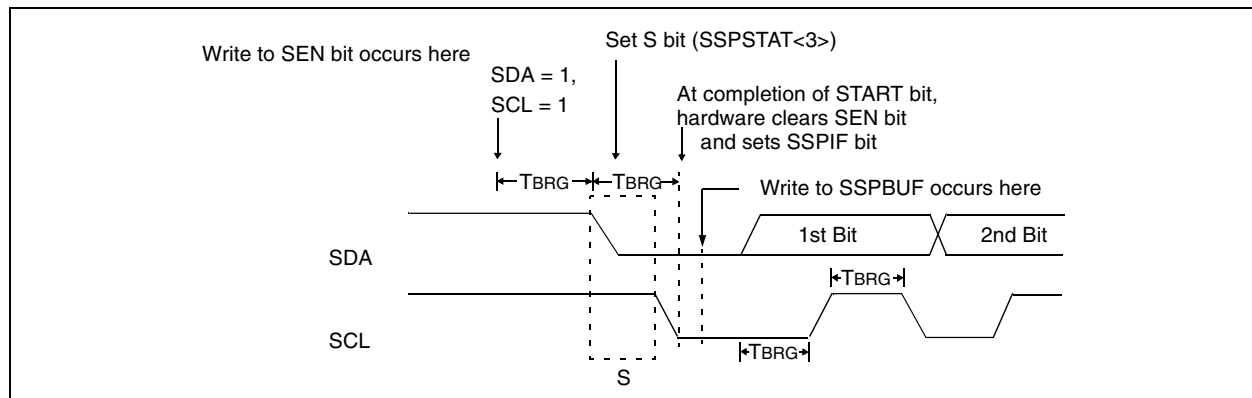 Write to SEN bit occurs here
Set S bit (SSPSTAT<3>)
SDA = 1,
SCL = 1
At completion of START bit,
hardware clears SEN bit
and sets SSPIF bit
TBRG
TBRG
Write to SSPBUF occurs here
SDA
1st Bit
2nd Bit
TBRG
SCL
TBRG
S